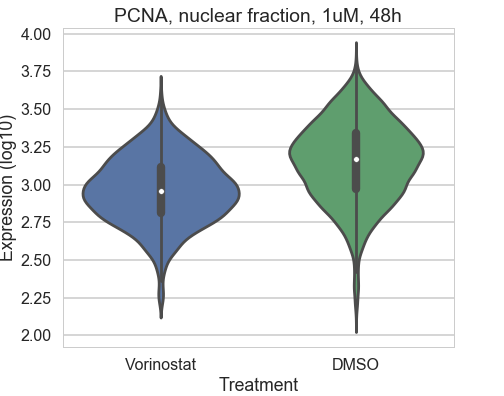 PCNA, nuclear fraction, 1uM, 48h
4.00
3.75
3.50
3.25
3.00
2.75
2.50
2.25
2.00
Expression (log10)
Vorinostat
DMSO
Treatment